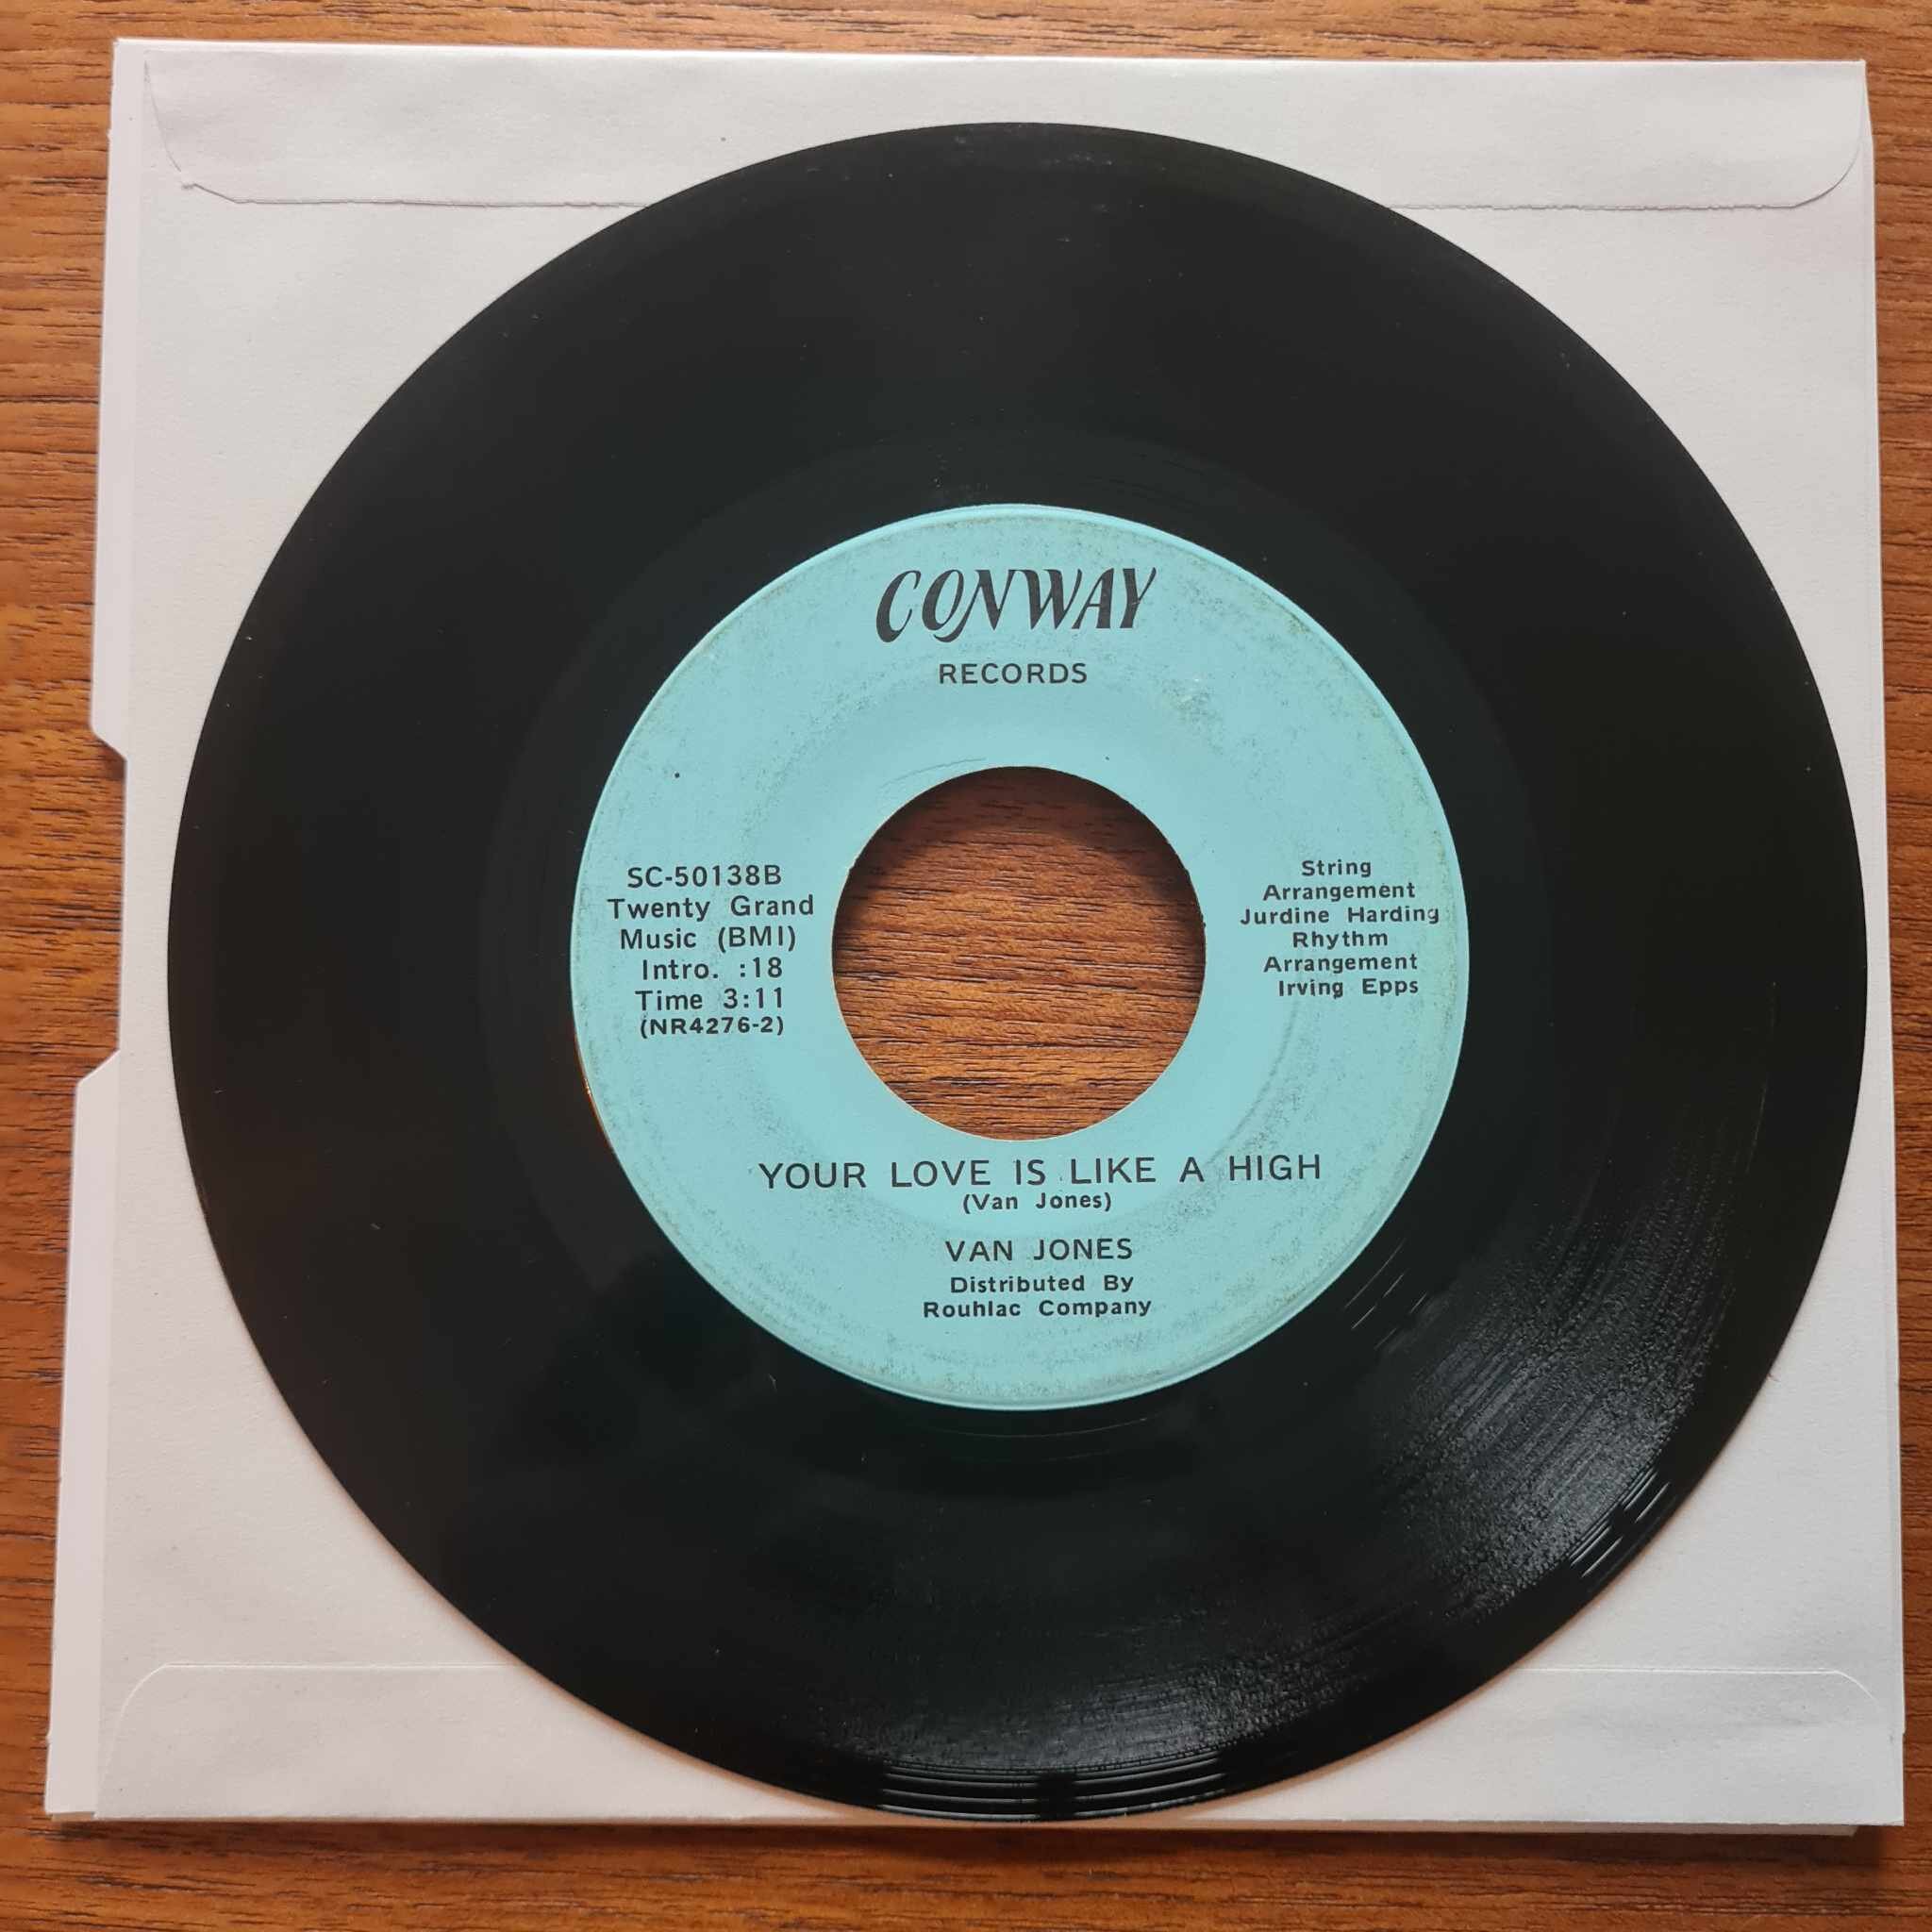 CONWAY
RECORDS
SC-50138B
Twenty Grand
Music (BMI)
Intro. :18
Time 3:11
(NR4276-2)
String
Arrangement
Jurdine Harding
Rhythm
Arrangement
Irving Epps
YOUR LOVE IS LIKE A HIGH
(Van Jones)
VAN JONES
Distributed By
Rouhlac Company